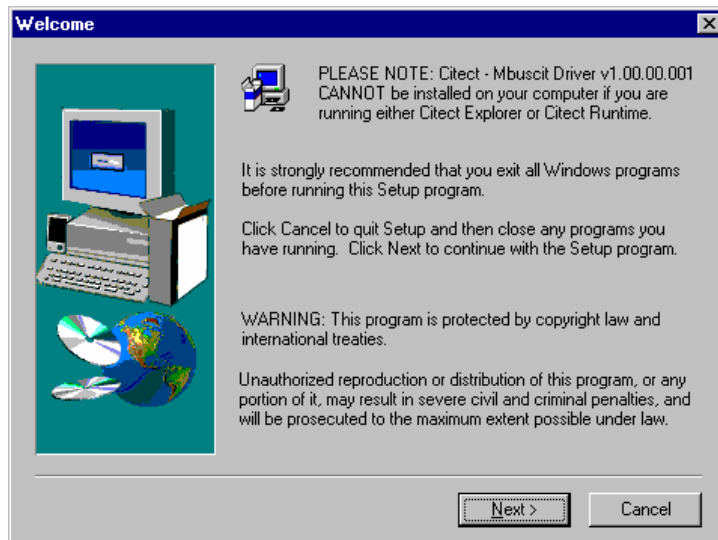 Welcome
PLEASE NOTE: Citect - Mbuscit Driver v1.00.00.001
CANNOT be installed on your computer if you are
running either Citect Explorer or Citect Runtime.
It is strongly recommended that you exit all Windows programs
before running this Setup program.
Click Cancel to quit Setup and then close any programs you
have running. Click Next to continue with the Setup program.
WARNING: This program is protected by copyright law and
international treaties.
Unauthorized reproduction or distribution of this program, or any
portion of it, may result in severe civil and criminal penalties, and
will be prosecuted to the maximum extent possible under law.
Next >
Cancel